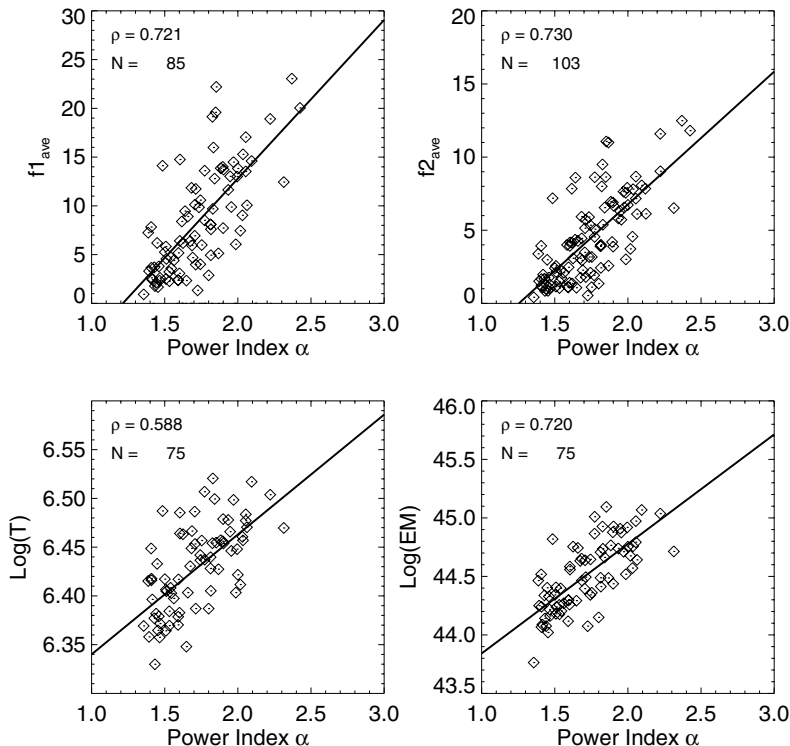 ρ = 0.721
N = 85
f1ave
30
25
20
15
10
5
0
1.0 1.5 2.0 2.5 3.0
Power Index α
ρ = 0.730
N = 103
f2ave
20
15
10
5
0
1.0 1.5 2.0 2.5 3.0
Power Index α
ρ = 0.588
N = 75
Log(T)
6.55
6.50
6.45
6.40
6.35
1.0 1.5 2.0 2.5 3.0
Power Index α
ρ = 0.720
N = 75
Log(EM)
46.0
45.5
45.0
44.5
44.0
43.5
1.0 1.5 2.0 2.5 3.0
Power Index α